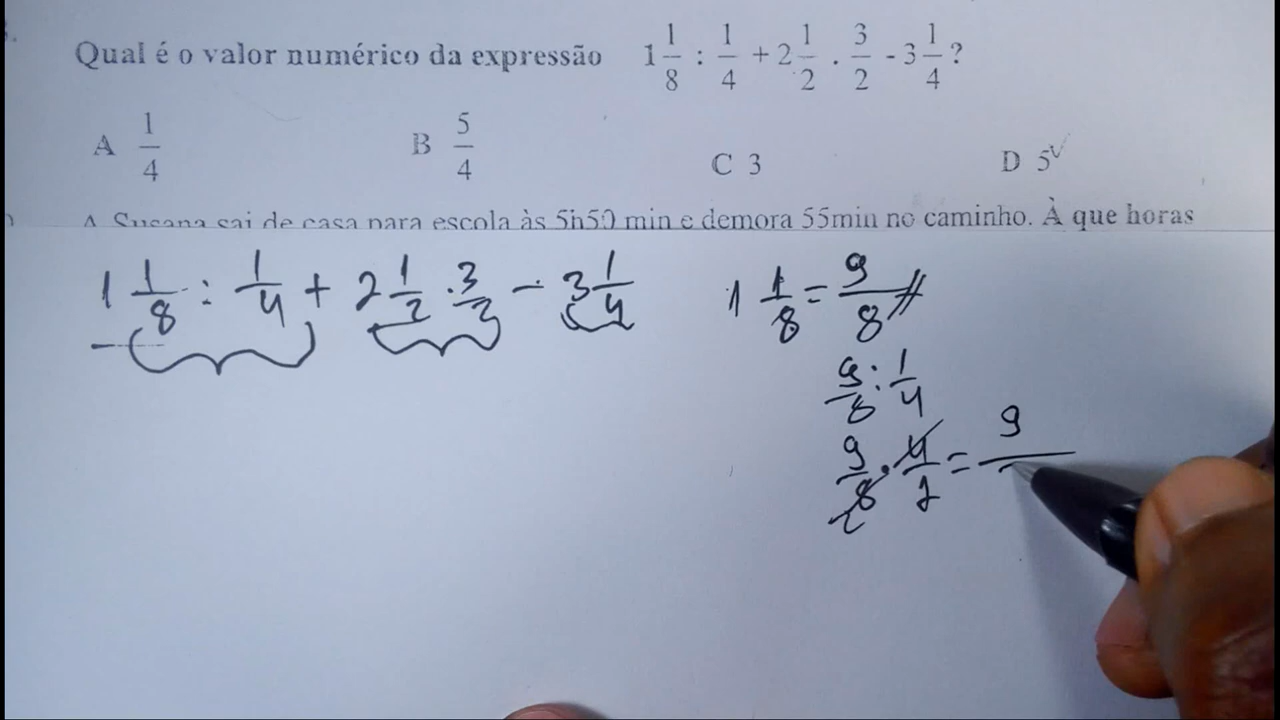 Qual é o valor numérico da expressão 1 1/8 : 1/4 + 2 1/2 . 3/2 - 3 1/4 ?
A 1/4 B 5/4 C 3 D 5 ✓
A Susana sai de casa para escola às 5h50 min e demora 55min no caminho. À que horas
1 1/8 : 1/4 + 2 1/2 . 3/2 - 3 1/4
1 1/8 = 9/8 //
9/8 : 1/4
9/8 . 4/1 = 9
2